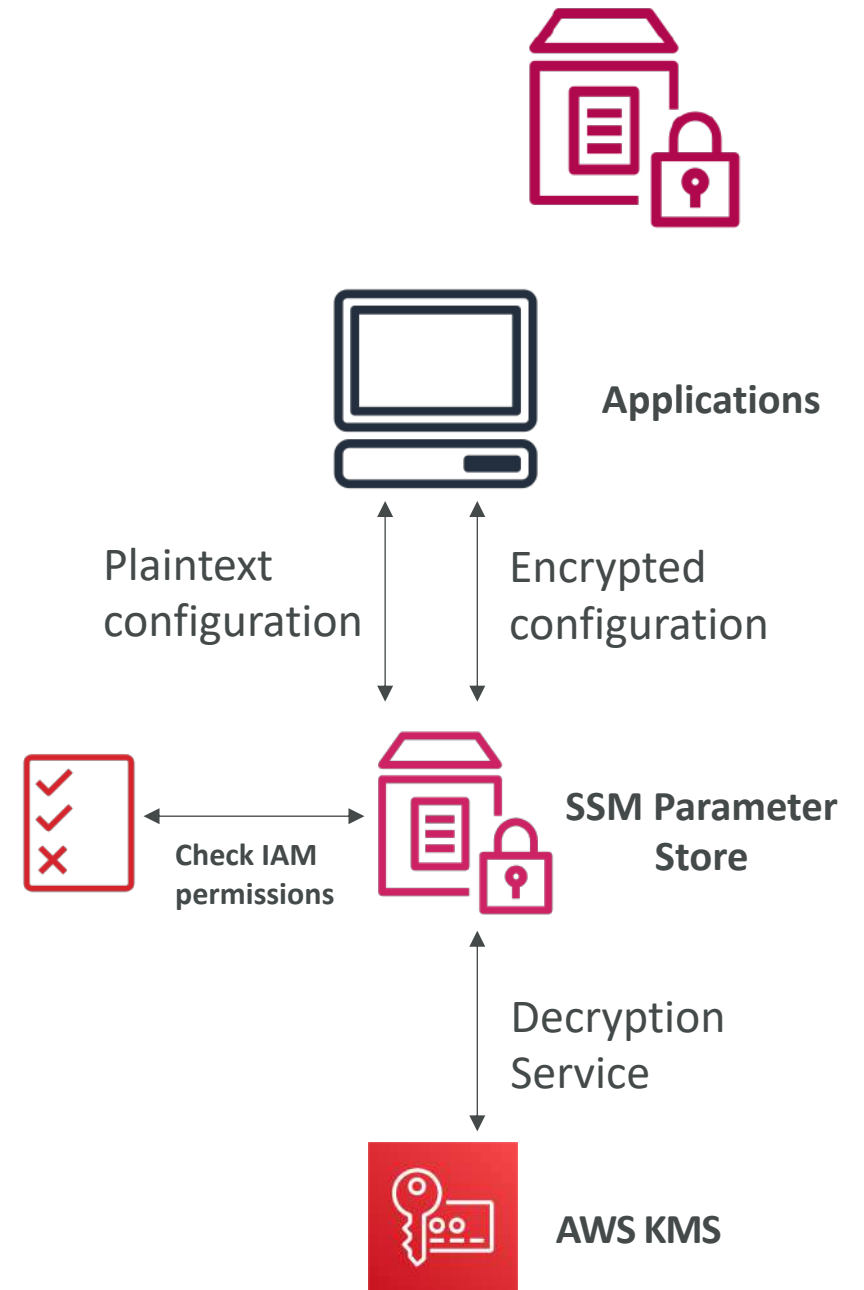 Applications
Plaintext
configuration
Encrypted
configuration
SSM Parameter
Store
Check IAM
permissions
Decryption
Service
AWS KMS